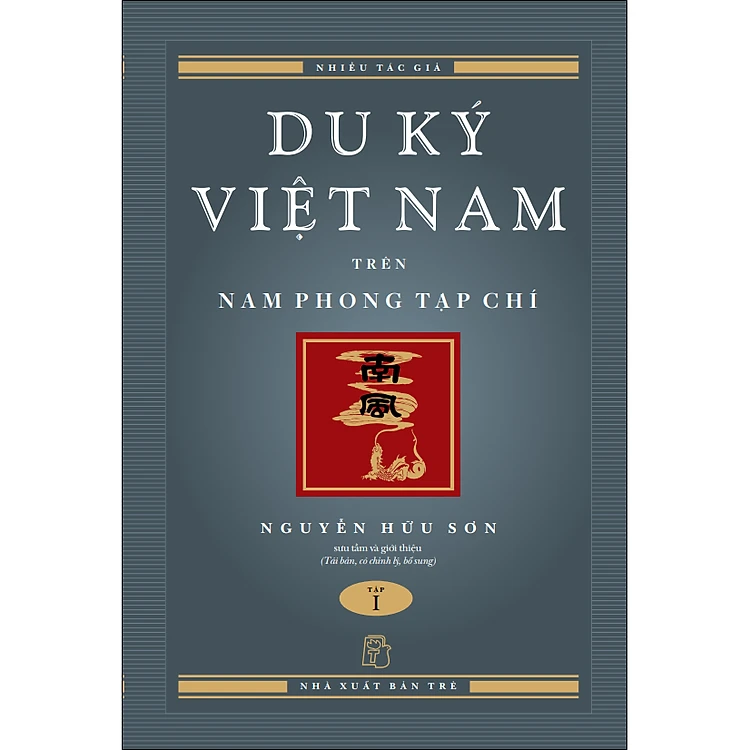 NHIỀU TÁC GIẢ
DU KÝ
VIỆT NAM
TRÊN
NAM PHONG TẠP CHÍ
南
風
NGUYỄN HỮU SƠN
sưu tầm và giới thiệu
(Tái bản, có chỉnh lý, bổ sung)
TẬP
I
T
NHÀ XUẤT BẢN TRẺ